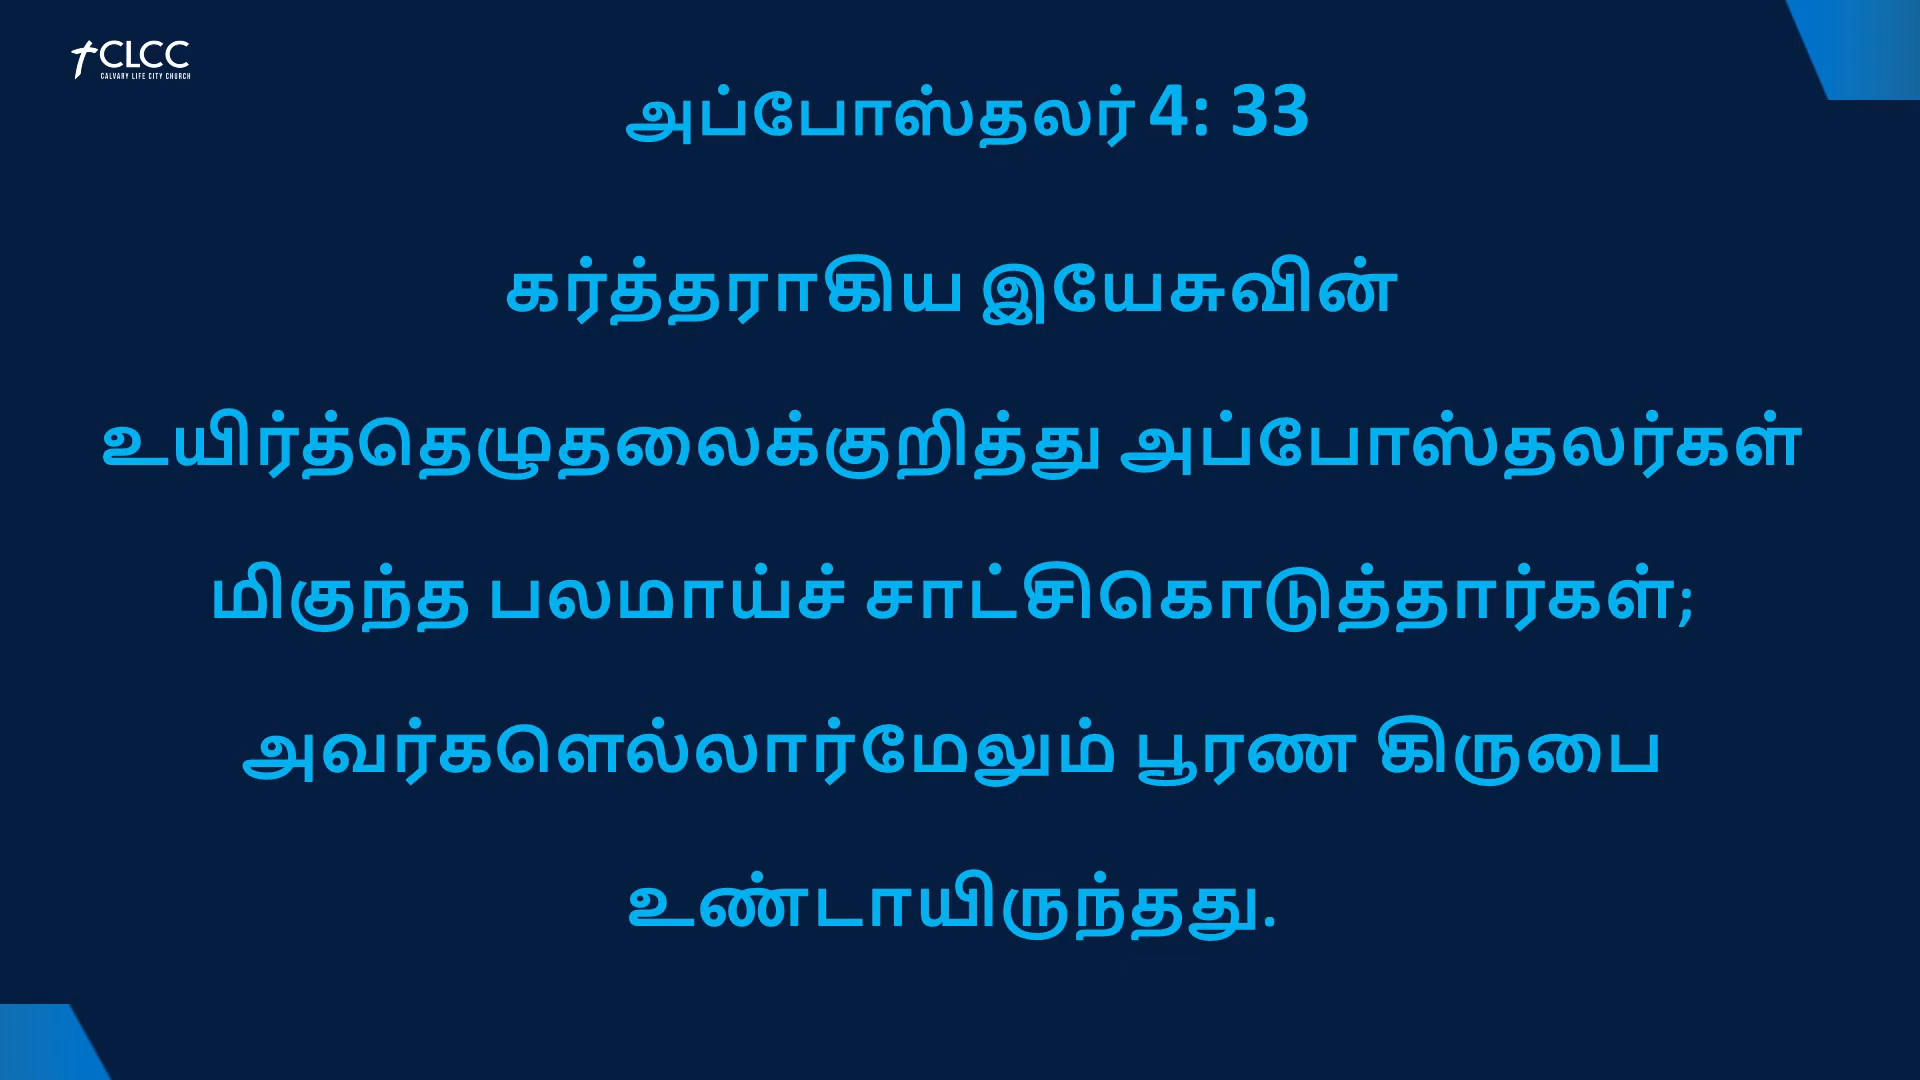 CLCC
CALVARY LIFE CITY CHURCH
அப்போஸ்தலர் 4: 33
கர்த்தராகிய இயேசுவின்
உயிர்த்தெழுதலைக்குறித்து அப்போஸ்தலர்கள்
மிகுந்த பலமாய்ச் சாட்சிகொடுத்தார்கள்;
அவர்களெல்லார்மேலும் பூரண கிருபை
உண்டாயிருந்தது.